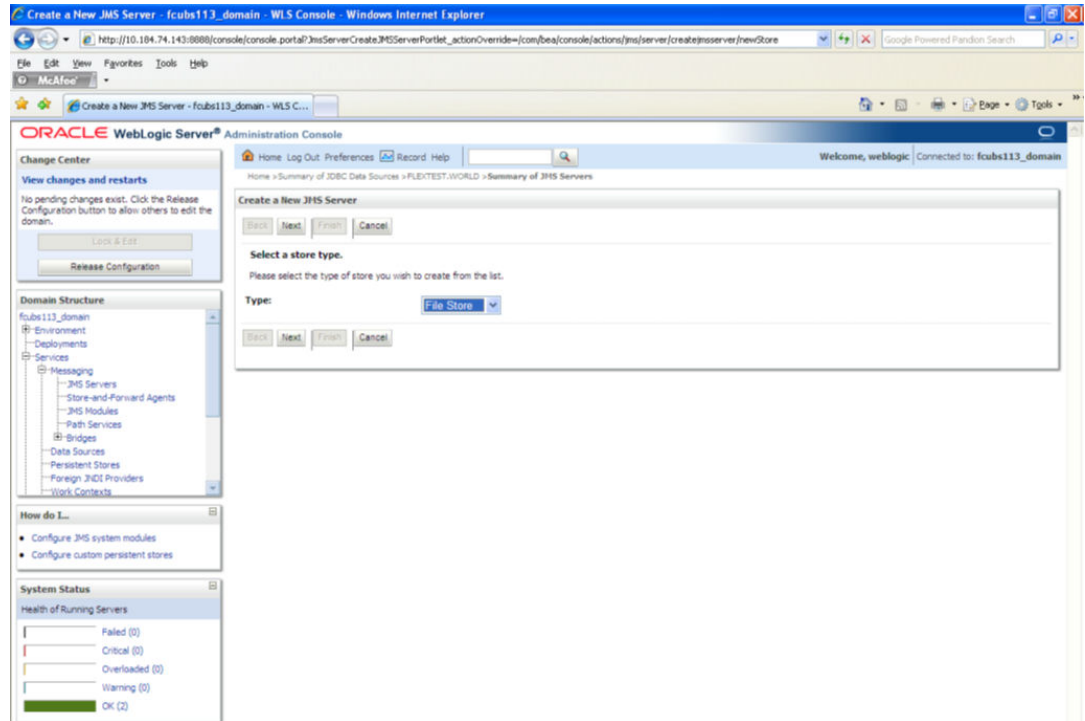 Create a New JMS Server - fcubs113_domain - WLS Console - Windows Internet Explorer
http://10.184.74.143:8888/console/console.portal?JmsServerCreateJMSServerPortlet_actionOverride=/com/bea/console/actions/jms/server/createjmsserver/newStore
Google Powered Pandion Search
File Edit View Favorites Tools Help
McAfee
Create a New JMS Server - fcubs113_domain - WLS C...
Page Tools
ORACLE WebLogic Server® Administration Console
Change Center
View changes and restarts
No pending changes exist. Click the Release
Configuration button to allow others to edit the
domain.
Lock & Edit
Release Configuration
Domain Structure
fcubs113_domain
Environment
Deployments
Services
Messaging
JMS Servers
Store-and-Forward Agents
JMS Modules
Path Services
Bridges
Data Sources
Persistent Stores
Foreign JNDI Providers
Work Contexts
How do I...
Configure JMS system modules
Configure custom persistent stores
System Status
Health of Running Servers
Failed (0)
Critical (0)
Overloaded (0)
Warning (0)
OK (2)
Home Log Out Preferences Record Help
Welcome, weblogic Connected to: fcubs113_domain
Home >Summary of JDBC Data Sources >FLEXTEST.WORLD >Summary of JMS Servers
Create a New JMS Server
Back Next Finish Cancel
Select a store type.
Please select the type of store you wish to create from the list.
Type: File Store
Back Next Finish Cancel